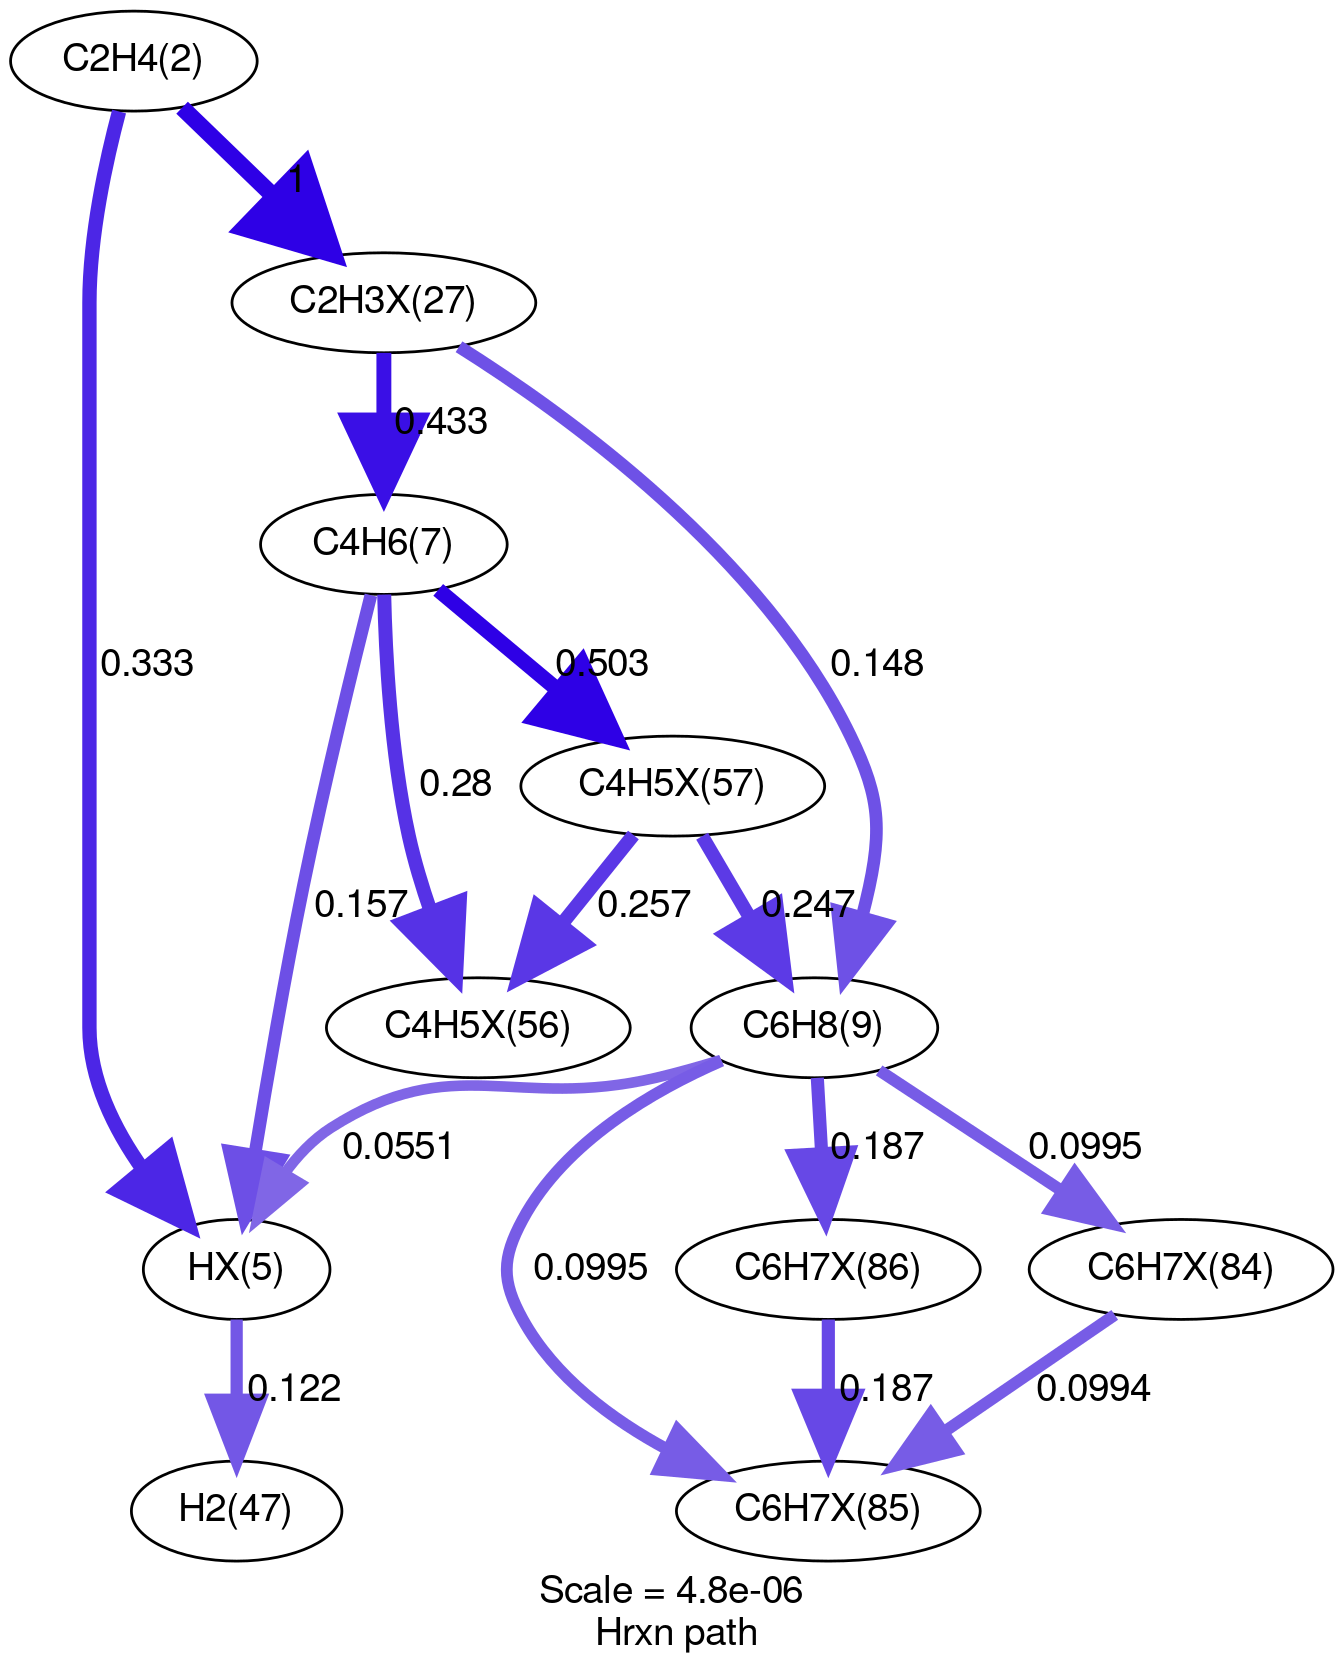 C2H4(2)
1
C2H3X(27)
0.433
C4H6(7)
0.333
0.503
0.148
C4H5X(57)
0.28
0.157
0.257
0.247
C4H5X(56)
C6H8(9)
0.0551
0.187
0.0995
HX(5)
0.0995
C6H7X(86)
C6H7X(84)
0.122
0.187
0.0994
H2(47)
C6H7X(85)
Scale = 4.8e-06
Hrxn path